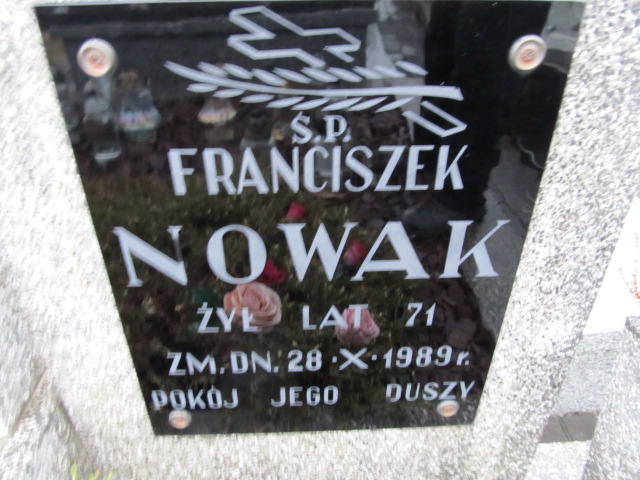 Ś.P.
FRANCISZEK
NOWAK
ŻYŁ LAT 71
ZM. DN. 28·X·1989 r.
POKÓJ JEGO DUSZY